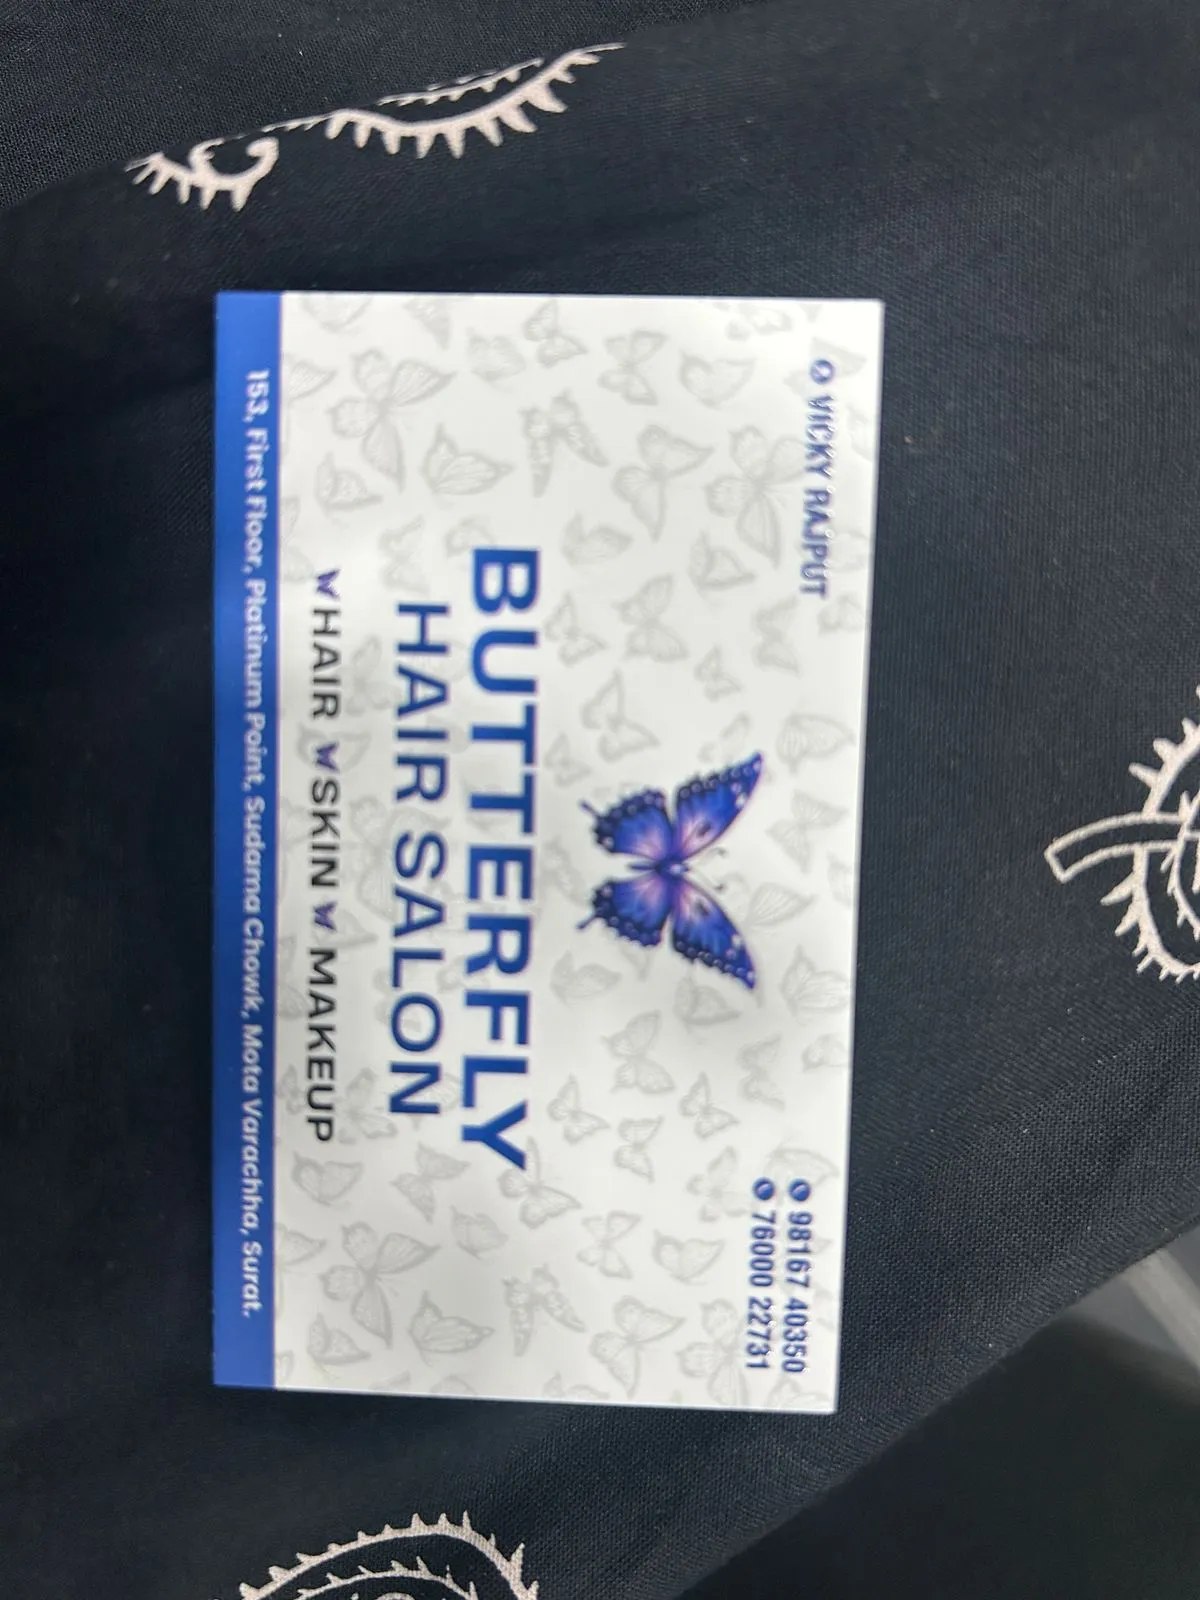 VICKY RAJPUT
98167 40350
76000 22731
BUTTERFLY
HAIR SALON
HAIR SKIN MAKEUP
153, First Floor, Platinum Point, Sudama Chowk, Mota Varachha, Surat.